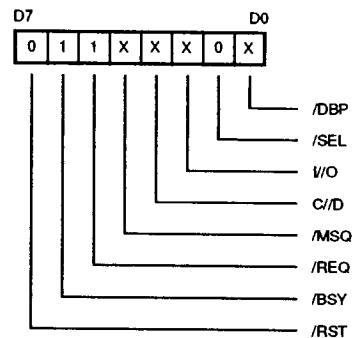 D7 D0
0 1 1 X X X 0 X
/DBP
/SEL
I//O
C//D
/MSQ
/REQ
/BSY
/RST